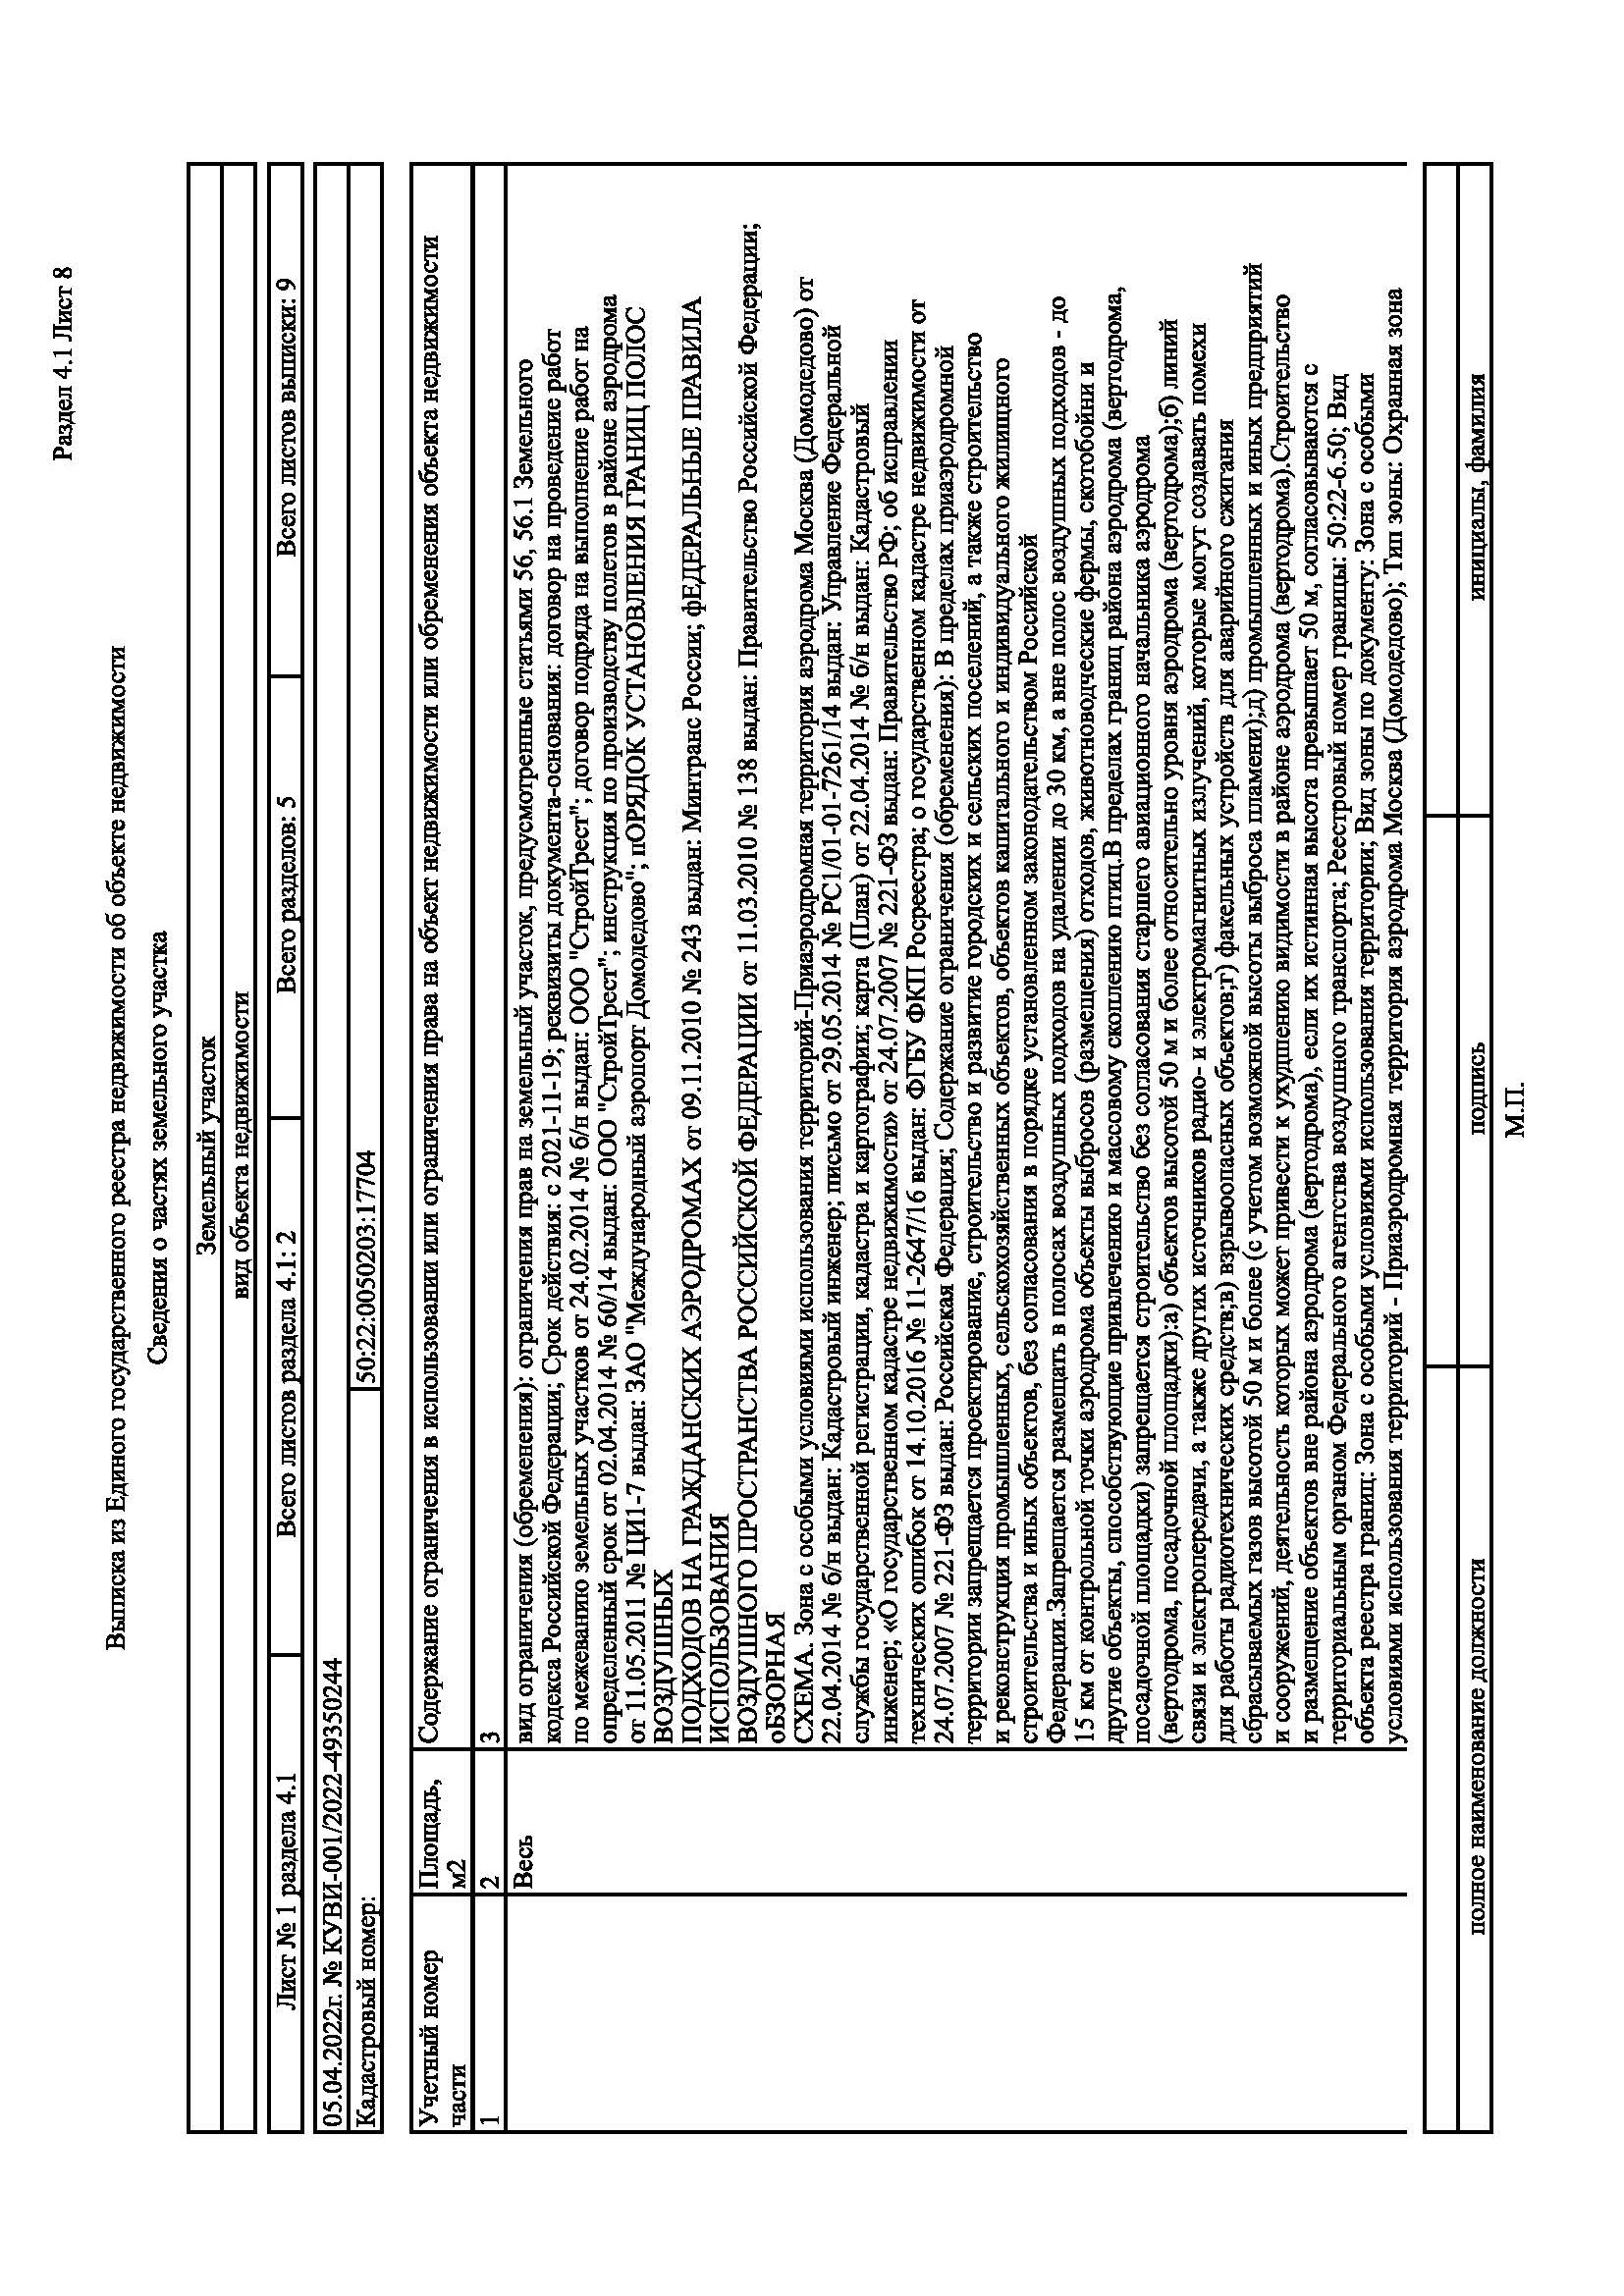 Раздел 4.1 Лист 8
Выписка из Единого государственного реестра недвижимости об объекте недвижимости
Сведения о частях земельного участка
Земельный участок
вид объекта недвижимости
Лист № 1 раздела 4.1
Всего листов раздела 4.1: 2
Всего разделов: 5
Всего листов выписки: 9
05.04.2022г. № КУВИ-001/2022-49350244
Кадастровый номер:
50:22:0050203:17704
Учетный номер
части
Площадь,
м2
Содержание ограничения в использовании или ограничения права на объект недвижимости или обременения объекта недвижимости
1
2
3
Весь
вид ограничения (обременения): ограничения прав на земельный участок, предусмотренные статьями 56, 56.1 Земельного
кодекса Российской Федерации; Срок действия: с 2021-11-19; реквизиты документа-основания: договор на проведение работ
по межеванию земельных участков от 24.02.2014 № б/н выдан: ООО "СтройТрест"; договор подряда на выполнение работ на
определенный срок от 02.04.2014 № 60/14 выдан: ООО "СтройТрест"; инструкция по производству полетов в районе аэродрома
от 11.05.2011 № ЦИ1-7 выдан: ЗАО "Международный аэропорт Домодедово"; пОРЯДОК УСТАНОВЛЕНИЯ ГРАНИЦ ПОЛОС
ВОЗДУШНЫХ
ПОДХОДОВ НА ГРАЖДАНСКИХ АЭРОДРОМАХ от 09.11.2010 № 243 выдан: Минтранс России; фЕДЕРАЛЬНЫЕ ПРАВИЛА
ИСПОЛЬЗОВАНИЯ
ВОЗДУШНОГО ПРОСТРАНСТВА РОССИЙСКОЙ ФЕДЕРАЦИИ от 11.03.2010 № 138 выдан: Правительство Российской Федерации;
оБЗОРНАЯ
СХЕМА. Зона с особыми условиями использования территорий-Приаэродромная территория аэродрома Москва (Домодедово) от
22.04.2014 № б/н выдан: Кадастровый инженер; письмо от 29.05.2014 № РС1/01-01-7261/14 выдан: Управление Федеральной
службы государственной регистрации, кадастра и картографии; карта (План) от 22.04.2014 № б/н выдан: Кадастровый
инженер; «О государственном кадастре недвижимости» от 24.07.2007 № 221-ФЗ выдан: Правительство РФ; об исправлении
технических ошибок от 14.10.2016 № 11-2647/16 выдан: ФГБУ ФКП Росреестра; о государственном кадастре недвижимости от
24.07.2007 № 221-ФЗ выдан: Российская Федерация; Содержание ограничения (обременения): В пределах приаэродромной
территории запрещается проектирование, строительство и развитие городских и сельских поселений, а также строительство
и реконструкция промышленных, сельскохозяйственных объектов, объектов капитального и индивидуального жилищного
строительства и иных объектов, без согласования в порядке установленном законодательством Российской
Федерации.Запрещается размещать в полосах воздушных подходов на удалении до 30 км, а вне полос воздушных подходов - до
15 км от контрольной точки аэродрома объекты выбросов (размещения) отходов, животноводческие фермы, скотобойни и
другие объекты, способствующие привлечению и массовому скоплению птиц.В пределах границ района аэродрома (вертодрома,
посадочной площадки) запрещается строительство без согласования старшего авиационного начальника аэродрома
(вертодрома, посадочной площадки):а) объектов высотой 50 м и более относительно уровня аэродрома (вертодрома);б) линий
связи и электропередачи, а также других источников радио- и электромагнитных излучений, которые могут создавать помехи
для работы радиотехнических средств;в) взрывоопасных объектов;г) факельных устройств для аварийного сжигания
сбрасываемых газов высотой 50 м и более (с учетом возможной высоты выброса пламени);д) промышленных и иных предприятий
и сооружений, деятельность которых может привести к ухудшению видимости в районе аэродрома (вертодрома).Строительство
и размещение объектов вне района аэродрома (вертодрома), если их истинная высота превышает 50 м, согласовываются с
территориальным органом Федерального агентства воздушного транспорта; Реестровый номер границы: 50:22-6.50; Вид
объекта реестра границ: Зона с особыми условиями использования территории; Вид зоны по документу: Зона с особыми
условиями использования территорий - Приаэродромная территория аэродрома Москва (Домодедово); Тип зоны: Охранная зона
полное наименование должности
подпись
инициалы, фамилия
М.П.